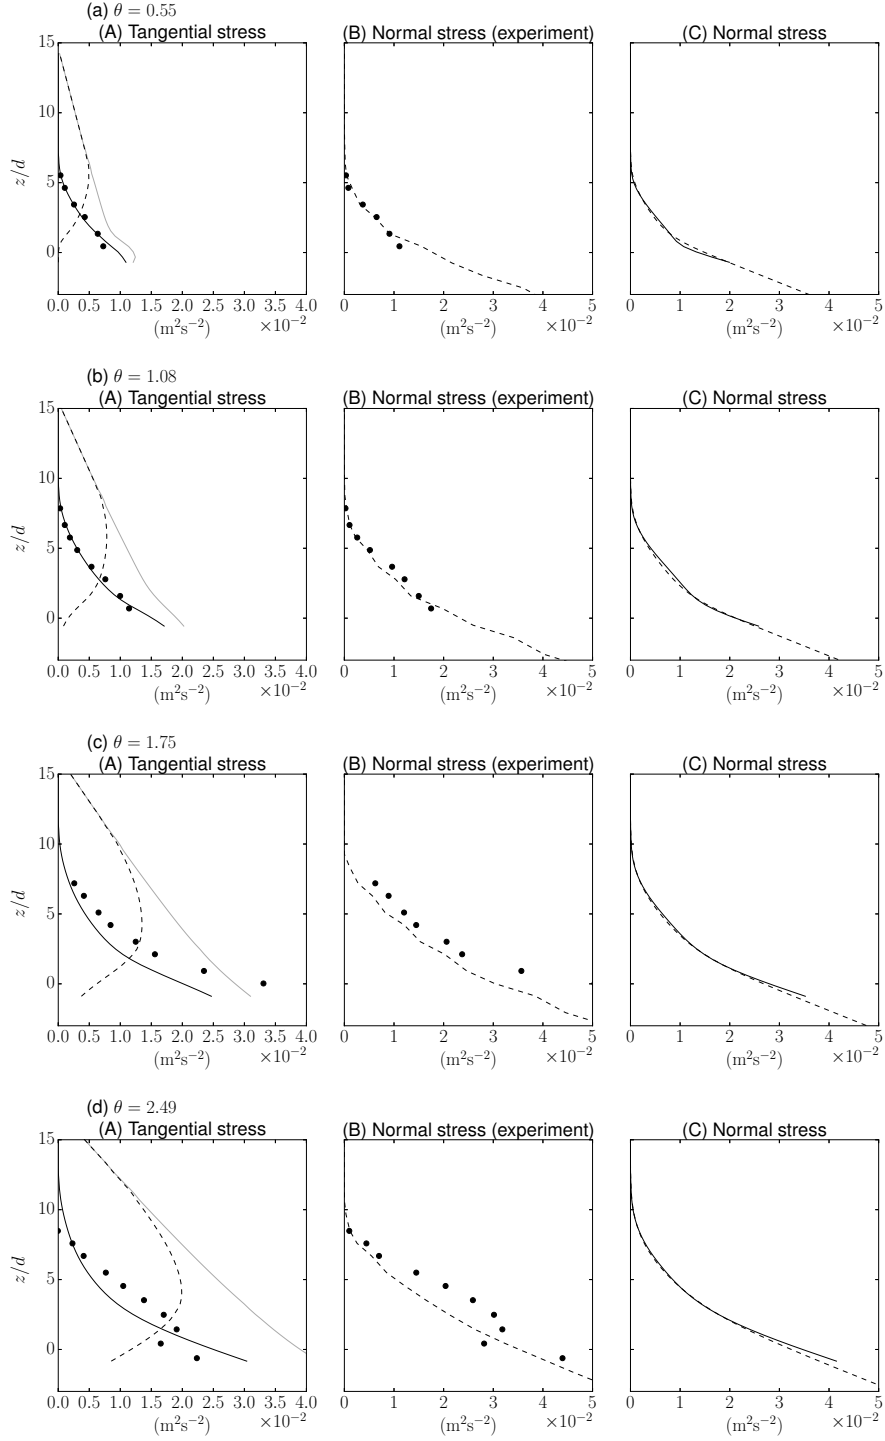 (a) θ = 0.55
(A) Tangential stress (B) Normal stress (experiment) (C) Normal stress
15
10
z/d
5
0
0.0 0.5 1.0 1.5 2.0 2.5 3.0 3.5 4.0 0 1 2 3 4 5 0 1 2 3 4 5
(m²s⁻²) ×10⁻² (m²s⁻²) ×10⁻² (m²s⁻²) ×10⁻²
(b) θ = 1.08
(A) Tangential stress (B) Normal stress (experiment) (C) Normal stress
15
10
z/d
5
0
0.0 0.5 1.0 1.5 2.0 2.5 3.0 3.5 4.0 0 1 2 3 4 5 0 1 2 3 4 5
(m²s⁻²) ×10⁻² (m²s⁻²) ×10⁻² (m²s⁻²) ×10⁻²
(c) θ = 1.75
(A) Tangential stress (B) Normal stress (experiment) (C) Normal stress
15
10
z/d
5
0
0.0 0.5 1.0 1.5 2.0 2.5 3.0 3.5 4.0 0 1 2 3 4 5 0 1 2 3 4 5
(m²s⁻²) ×10⁻² (m²s⁻²) ×10⁻² (m²s⁻²) ×10⁻²
(d) θ = 2.49
(A) Tangential stress (B) Normal stress (experiment) (C) Normal stress
15
10
z/d
5
0
0.0 0.5 1.0 1.5 2.0 2.5 3.0 3.5 4.0 0 1 2 3 4 5 0 1 2 3 4 5
(m²s⁻²) ×10⁻² (m²s⁻²) ×10⁻² (m²s⁻²) ×10⁻²